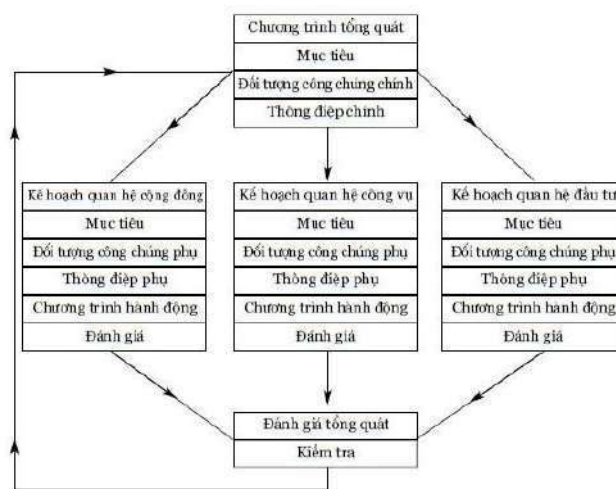 Chương trình tổng quát
Mục tiêu
Đối tượng công chúng chính
Thông điệp chính
Kế hoạch quan hệ cộng đồng
Mục tiêu
Đối tượng công chúng phụ
Thông điệp phụ
Chương trình hành động
Đánh giá
Kế hoạch quan hệ công vụ
Mục tiêu
Đối tượng công chúng phụ
Thông điệp phụ
Chương trình hành động
Đánh giá
Kế hoạch quan hệ đầu tư
Mục tiêu
Đối tượng công chúng phụ
Thông điệp phụ
Chương trình hành động
Đánh giá
Đánh giá tổng quát
Kiểm tra